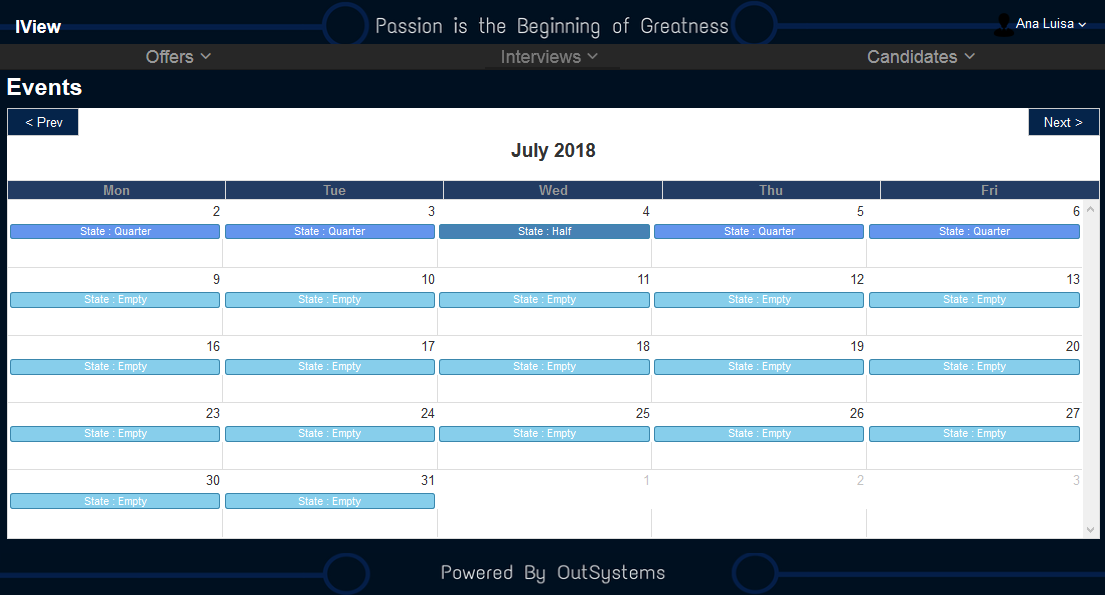 IView
Passion is the Beginning of Greatness
Ana Luisa
Offers Interviews Candidates
Events
< Prev Next >
July 2018
Mon Tue Wed Thu Fri
2 3 4 5 6
State : Quarter State : Quarter State : Half State : Quarter State : Quarter
9 10 11 12 13
State : Empty State : Empty State : Empty State : Empty State : Empty
16 17 18 19 20
State : Empty State : Empty State : Empty State : Empty State : Empty
23 24 25 26 27
State : Empty State : Empty State : Empty State : Empty State : Empty
30 31 1 2 3
State : Empty State : Empty
Powered By OutSystems